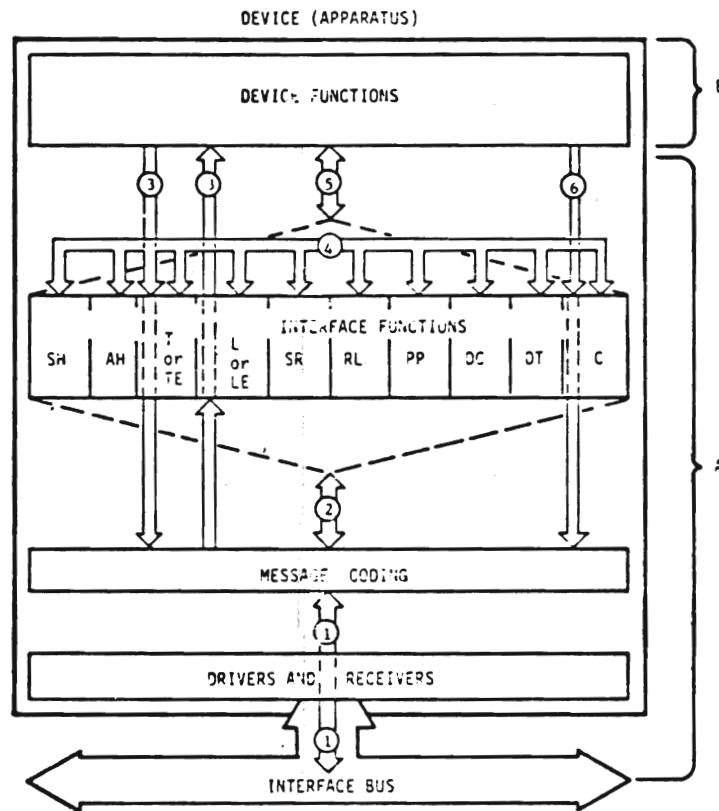 DEVICE (APPARATUS)
DEVICE FUNCTIONS
3
3
5
6
4
INTERFACE FUNCTIONS
SH
AH
T or TE
L or LE
SR
RL
PP
DC
DT
C
2
MESSAGE CODING
1
DRIVERS AND RECEIVERS
1
INTERFACE BUS